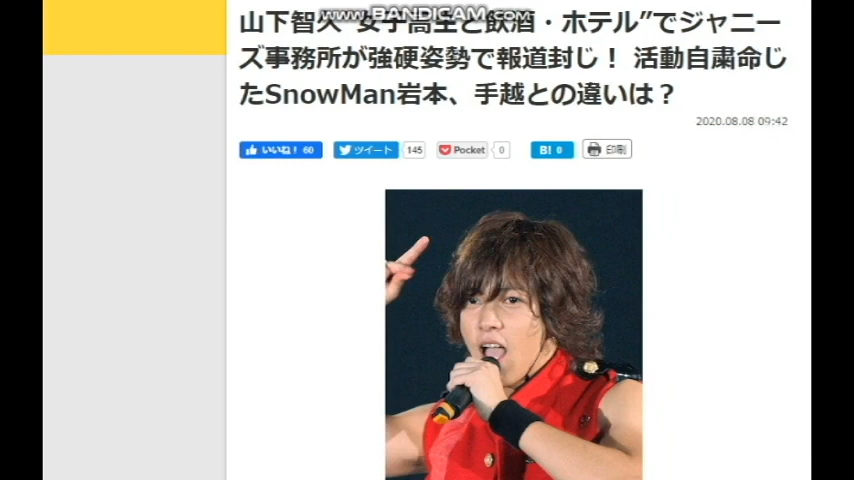 www.BANDICAM.com
山下智久“女子高生と飲酒・ホテル”でジャニー
ズ事務所が強硬姿勢で報道封じ！ 活動自粛命じ
たSnowMan岩本、手越との違いは？
2020.08.08 09:42
いいね！ 60 ツイート 145 Pocket 0 B! 0 印刷